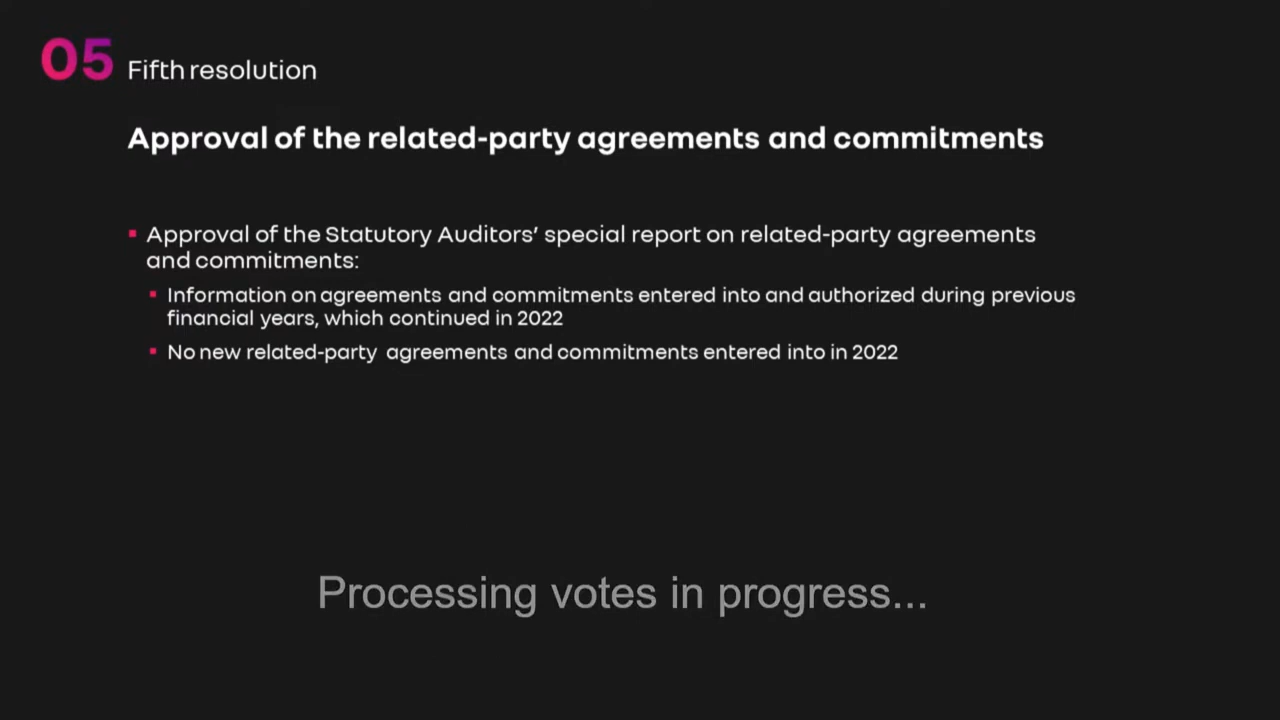 05 Fifth resolution
Approval of the related-party agreements and commitments
▪ Approval of the Statutory Auditors’ special report on related-party agreements
and commitments:
▪ Information on agreements and commitments entered into and authorized during previous
financial years, which continued in 2022
▪ No new related-party agreements and commitments entered into in 2022
Processing votes in progress...